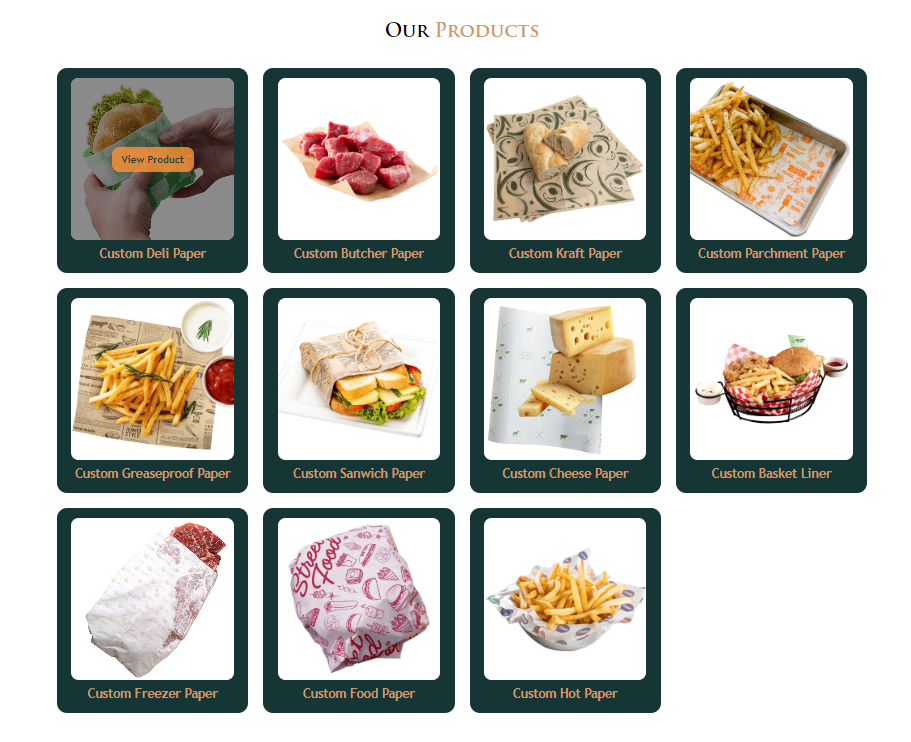 Our Products
View Product
Custom Deli Paper
Custom Butcher Paper
Custom Kraft Paper
Custom Parchment Paper
Custom Greaseproof Paper
Custom Sanwich Paper
Custom Cheese Paper
Custom Basket Liner
Street
Food
Custom Freezer Paper
Custom Food Paper
Custom Hot Paper